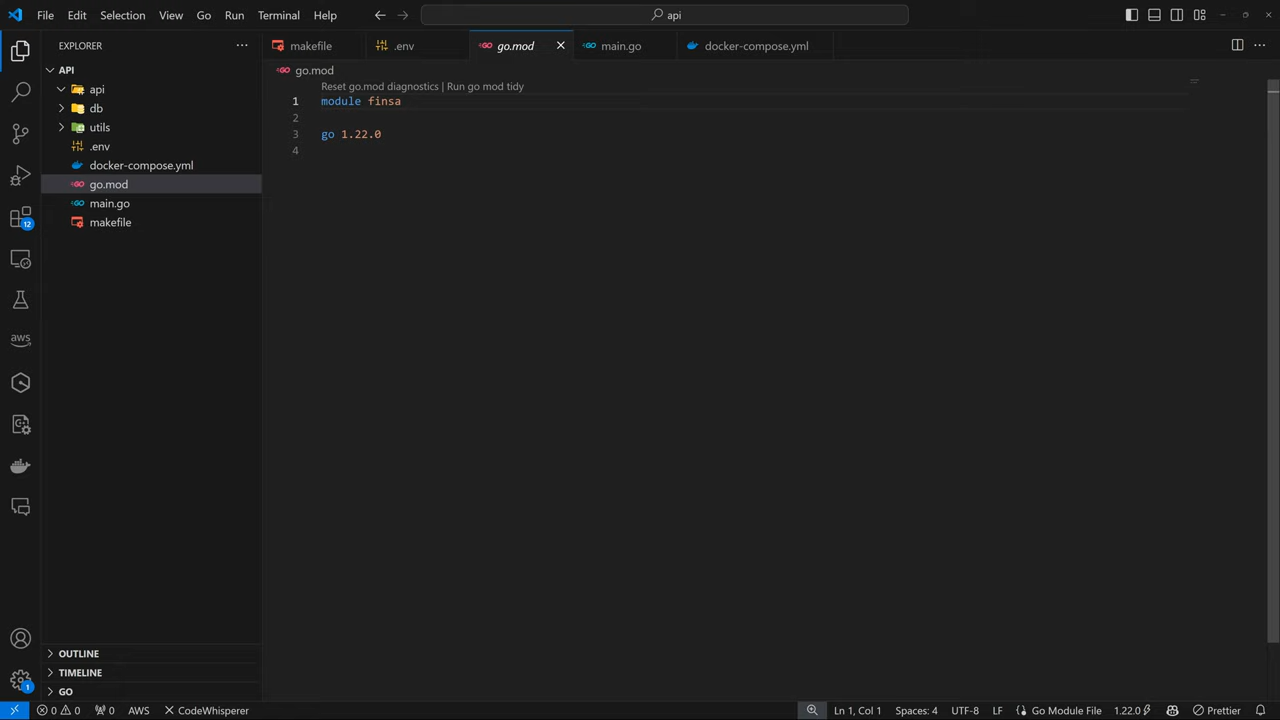 File Edit Selection View Go Run Terminal Help
api
EXPLORER
API
api
db
utils
.env
docker-compose.yml
go.mod
main.go
makefile
OUTLINE
TIMELINE
GO
12
aws
1
makefile .env go.mod main.go docker-compose.yml
go.mod
Reset go.mod diagnostics | Run go mod tidy
1 module finsa
2
3 go 1.22.0
4
0 0 0 AWS CodeWhisperer Ln 1, Col 1 Spaces: 4 UTF-8 LF Go Module File 1.22.0 Prettier